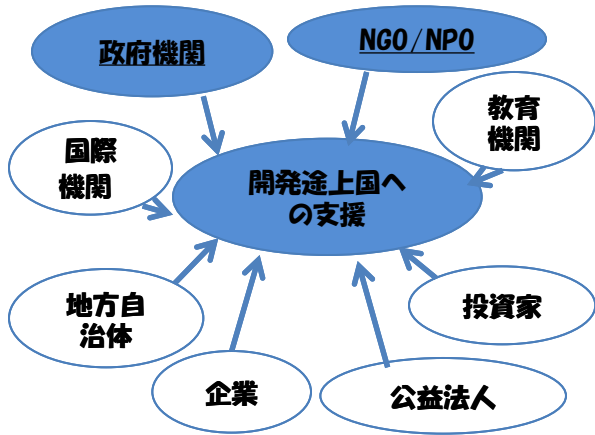 政府機関
NGO/NPO
教育
機関
国際
機関
開発途上国へ
の支援
地方自
治体
投資家
企業
公益法人